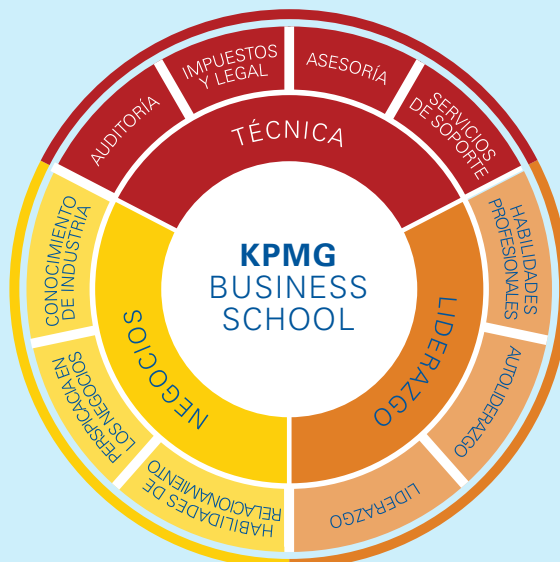 KPMG
BUSINESS
SCHOOL
TÉCNICA
AUDITORÍA
IMPUESTOS
Y LEGAL
ASESORÍA
SERVICIOS
DE SOPORTE
LIDERAZGO
HABILIDADES
PROFESIONALES
AUTOLIDERAZGO
LIDERAZGO
NEGOCIOS
HABILIDADES DE
RELACIONAMIENTO
PERSPICACIA EN
LOS NEGOCIOS
CONOCIMIENTO
DE INDUSTRIA